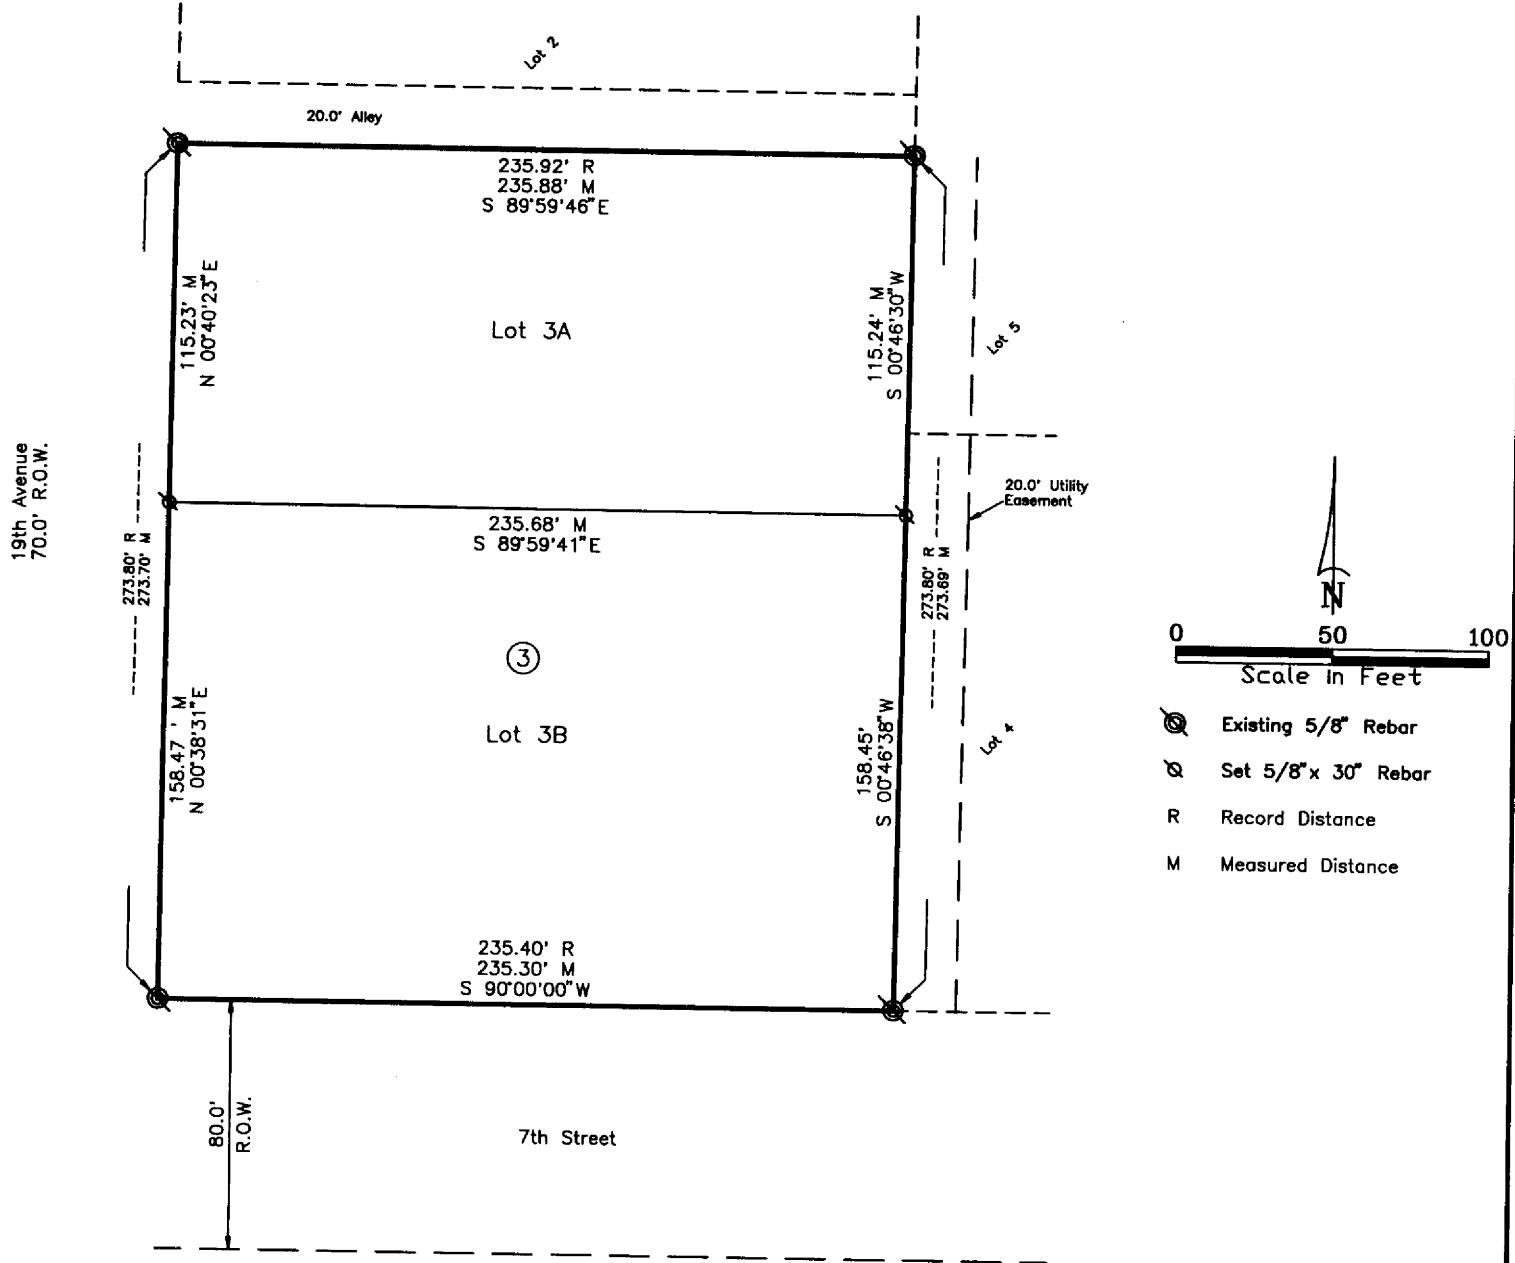 Lot 2
20.0' Alley
235.92' R
235.88' M
S 89°59'46"E
115.23' M
N 00°40'23"E
Lot 3A
115.24' M
S 00°46'30"W
Lot 5
19th Avenue
70.0' R.O.W.
273.80' R
273.70' M
235.68' M
S 89°59'41"E
273.80' R
273.69' M
20.0' Utility
Easement
N
0 50 100
Scale in Feet
3
Lot 3B
158.47 ' M
N 00°38'31"E
158.45'
S 00°46'38"W
Lot 4
Existing 5/8" Rebar
Set 5/8"x 30" Rebar
R Record Distance
M Measured Distance
235.40' R
235.30' M
S 90°00'00"W
80.0'
R.O.W.
7th Street